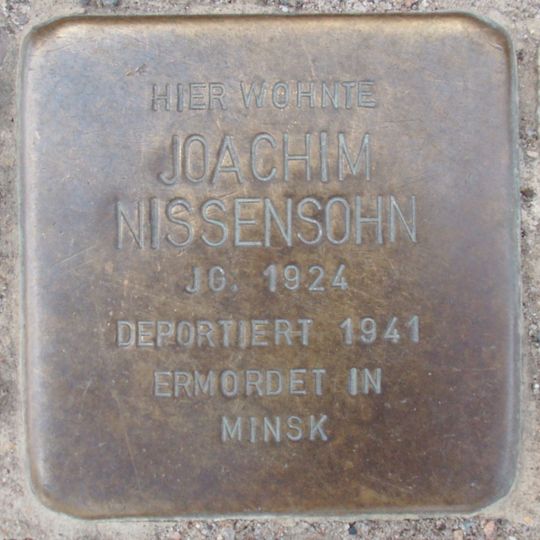 HIER WOHNTE
JOACHIM
NISSENSOHN
JG. 1924
DEPORTIERT 1941
ERMORDET IN
MINSK